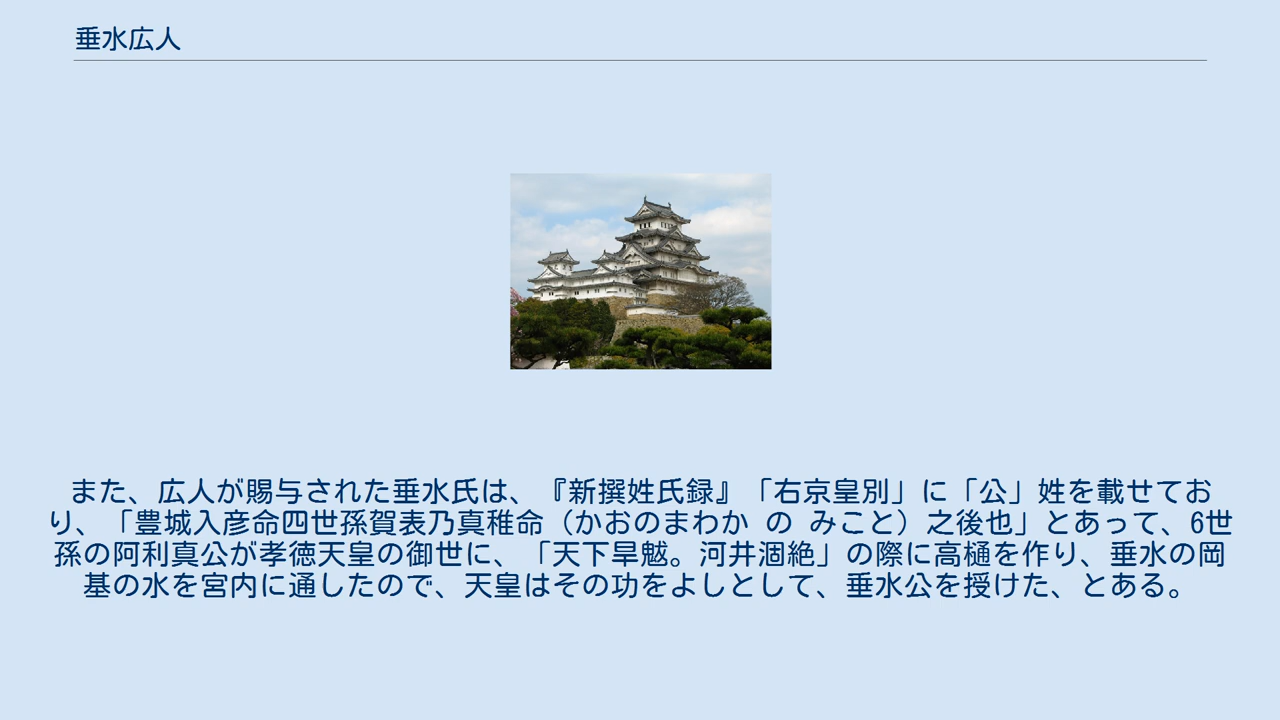 垂水広人
また、広人が賜与された垂水氏は、『新撰姓氏録』「右京皇別」に「公」姓を載せてお
り、「豊城入彦命四世孫賀表乃真稚命（かおのまわか の みこと）之後也」とあって、6世
孫の阿利真公が孝徳天皇の御世に、「天下旱魃。河井涸絶」の際に高樋を作り、垂水の岡
基の水を宮内に通したので、天皇はその功をよしとして、垂水公を授けた、とある。